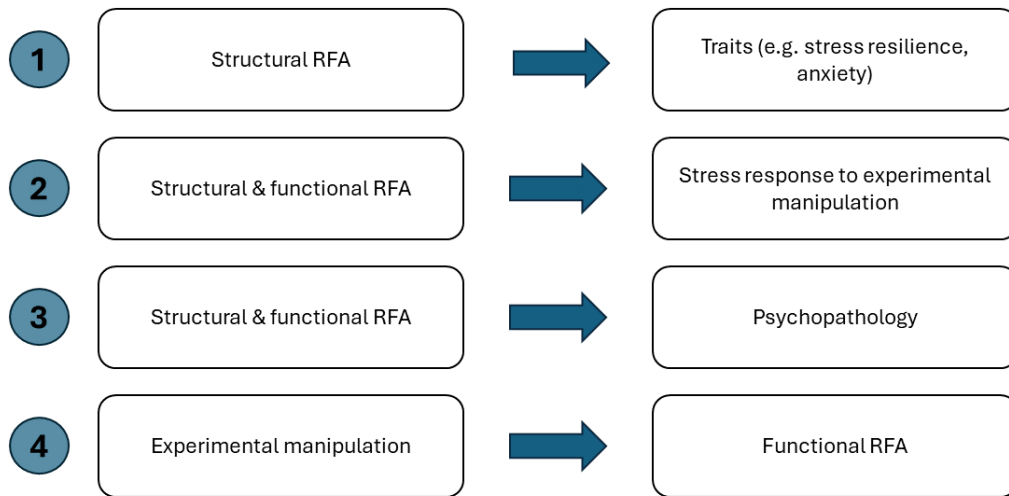 1
Structural RFA
Traits (e.g. stress resilience,
anxiety)
2
Structural & functional RFA
Stress response to experimental
manipulation
3
Structural & functional RFA
Psychopathology
4
Experimental manipulation
Functional RFA